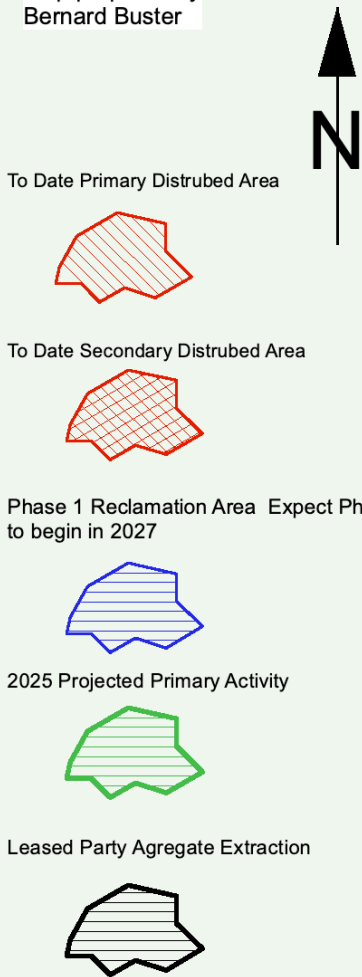 Bernard Buster
N
To Date Primary Distrubed Area
To Date Secondary Distrubed Area
Phase 1 Reclamation Area Expect Ph
to begin in 2027
2025 Projected Primary Activity
Leased Party Agregate Extraction